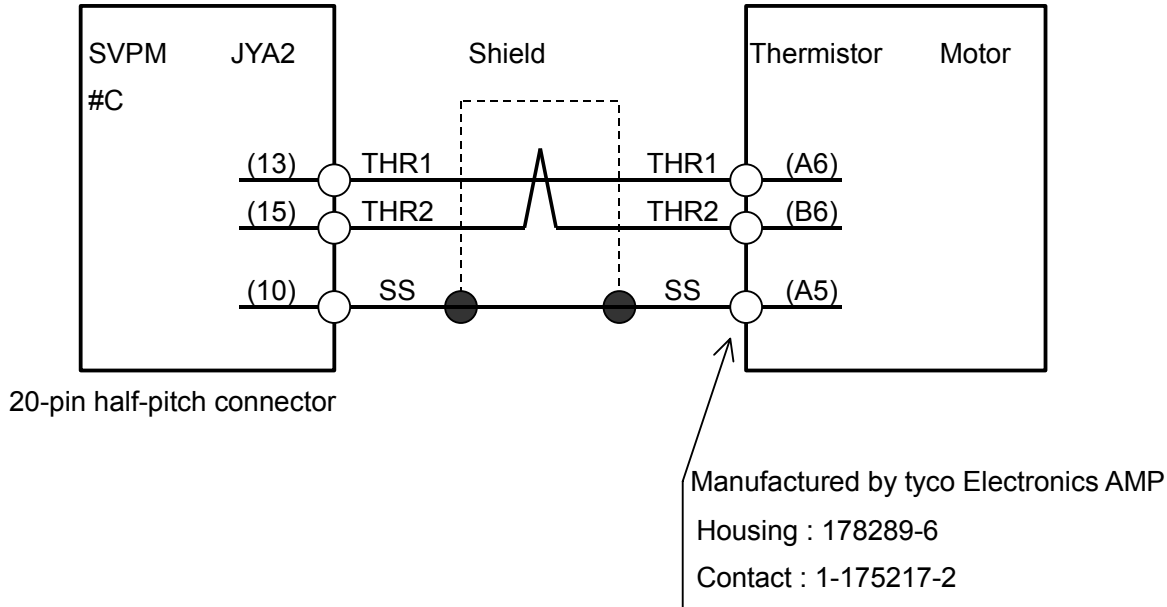 SVPM JYA2 Shield Thermistor Motor
#C
(13) THR1 THR1 (A6)
(15) THR2 THR2 (B6)
(10) SS SS (A5)
20-pin half-pitch connector
Manufactured by tyco Electronics AMP
Housing : 178289-6
Contact : 1-175217-2